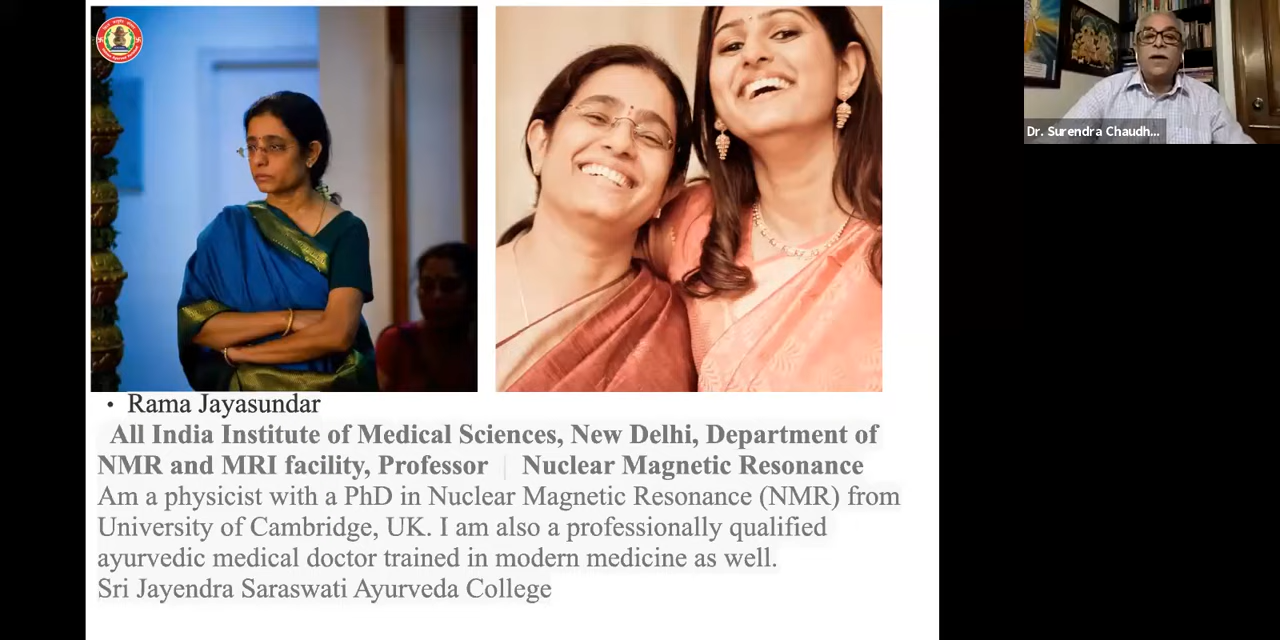 Rama Jayasundar
All India Institute of Medical Sciences, New Delhi, Department of
NMR and MRI facility, Professor | Nuclear Magnetic Resonance
Am a physicist with a PhD in Nuclear Magnetic Resonance (NMR) from
University of Cambridge, UK. I am also a professionally qualified
ayurvedic medical doctor trained in modern medicine as well.
Sri Jayendra Saraswati Ayurveda College
Dr. Surendra Chaudh...